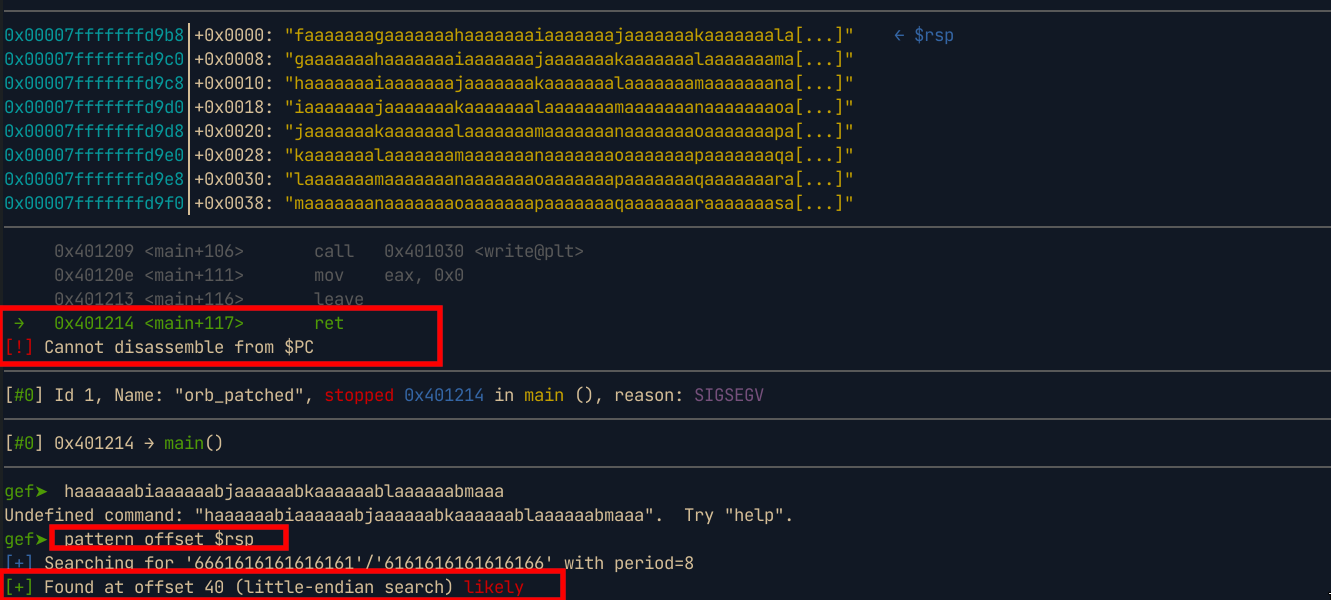 0x00007fffffffd9b8│+0x0000: "faaaaaaagaaaaaaahaaaaaaaiaaaaaaajaaaaaaakaaaaaaala[...]"    ← $rsp
0x00007fffffffd9c0│+0x0008: "gaaaaaaahaaaaaaaiaaaaaaajaaaaaaakaaaaaaalaaaaaaama[...]"
0x00007fffffffd9c8│+0x0010: "haaaaaaaiaaaaaaajaaaaaaakaaaaaaalaaaaaaamaaaaaaana[...]"
0x00007fffffffd9d0│+0x0018: "iaaaaaaajaaaaaaakaaaaaaalaaaaaaamaaaaaaanaaaaaaaoa[...]"
0x00007fffffffd9d8│+0x0020: "jaaaaaaakaaaaaaalaaaaaaamaaaaaaanaaaaaaaoaaaaaaapa[...]"
0x00007fffffffd9e0│+0x0028: "kaaaaaaalaaaaaaamaaaaaaanaaaaaaaoaaaaaaapaaaaaaaqa[...]"
0x00007fffffffd9e8│+0x0030: "laaaaaaamaaaaaaanaaaaaaaoaaaaaaapaaaaaaaqaaaaaaara[...]"
0x00007fffffffd9f0│+0x0038: "maaaaaaanaaaaaaaoaaaaaaapaaaaaaaqaaaaaaaraaaaaaasa[...]"
0x401209 <main+106>       call   0x401030 <write@plt>
0x40120e <main+111>       mov    eax, 0x0
0x401213 <main+116>       leave
→   0x401214 <main+117>       ret
[!] Cannot disassemble from $PC
[#0] Id 1, Name: "orb_patched", stopped 0x401214 in main (), reason: SIGSEGV
[#0] 0x401214 → main()
gef➤  haaaaaabiaaaaaabjaaaaaabkaaaaaablaaaaaabmaaa
Undefined command: "haaaaaabiaaaaaabjaaaaaabkaaaaaablaaaaaabmaaa".  Try "help".
gef➤  pattern offset $rsp
[+] Searching for '6661616161616161'/'6161616161616166' with period=8
[+] Found at offset 40 (little-endian search) likely